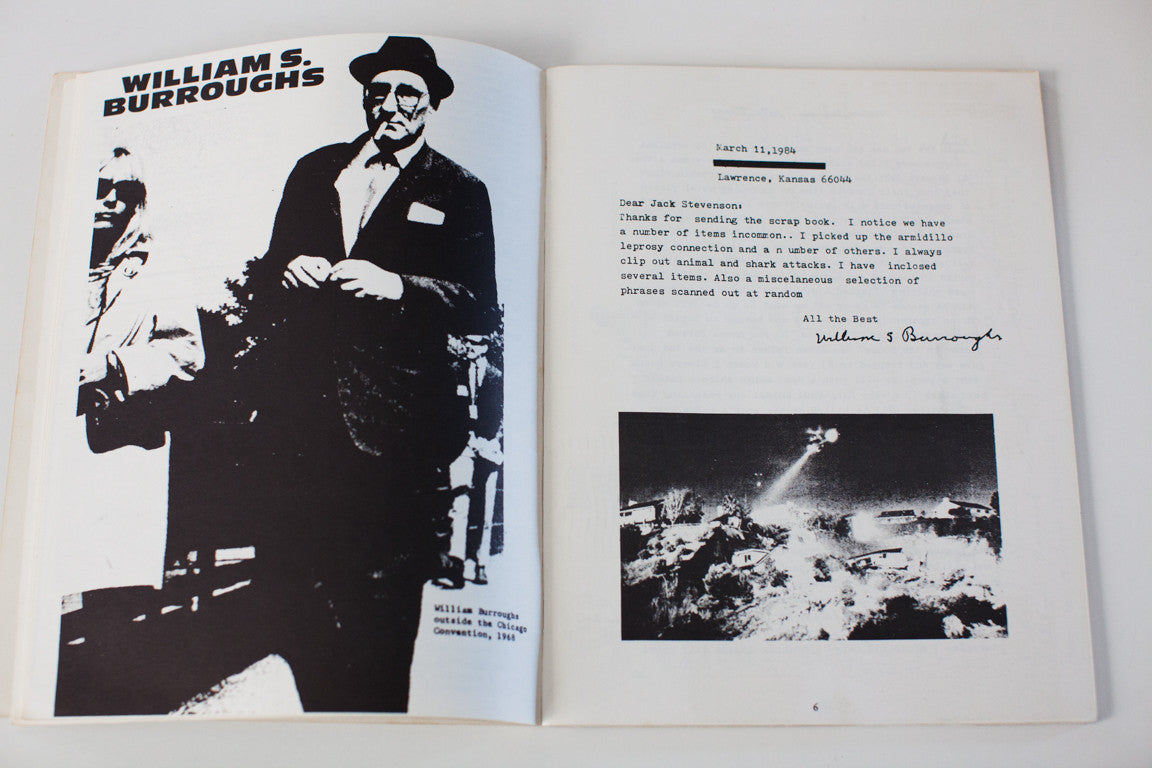 WILLIAM S.
BURROUGHS
William Burroughs
outside the Chicago
Convention, 1968
March 11,1984
Lawrence, Kansas 66044
Dear Jack Stevenson:
Thanks for sending the scrap book. I notice we have
a number of items incommon.. I picked up the armidillo
leprosy connection and a n umber of others. I always
clip out animal and shark attacks. I have inclosed
several items. Also a miscelaneous selection of
phrases scanned out at random
All the Best
William S Burroughs
6